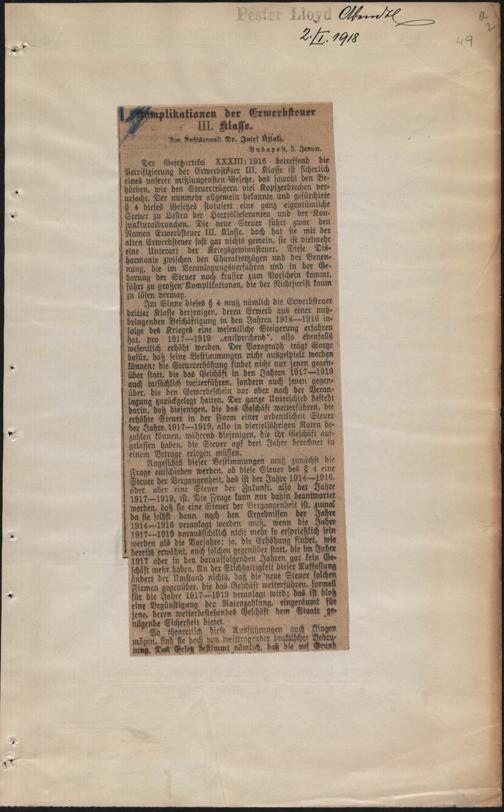 Pester Lloyd Abendbl
2./I. 1918
49
Komplikationen der Erwerbsteuer
III. Klasse.
Von Rechtsanwalt Dr. Josef
Budapest, 2. Januar.
Der Gesetzartikel XXXIII: 1916 betreffend die
der Erwerbsteuer III. Klasse ist sicherlich
eines unserer mißlungensten Gesetze, das sowohl den Be-
hörden, wie den Steuerträgern viel Kopfzerbrechen ver-
ursacht. Der nunmehr allgemein bekannte und gefürchtete
§ 4 dieses Gesetzes statuiert eine ganz eigentümliche
Steuer zu Lasten der Heereslieferanten und der Kon-
junkturalbranchen. Die neue Steuer führt zwar den
Namen Erwerbsteuer III. Klasse, doch hat sie mit der
alten Erwerbsteuer fast gar nichts gemein, sie ist vielmehr
eine Unterart der Kriegsgewinnsteuer. Diese Dis-
harmonie zwischen den Charakterzügen und der Benen-
nung, die im Veranlagungsverfahren und in der Ge-
barung der Steuer noch krasser zum Vorschein kommt,
führt zu großen Komplikationen, die der Nichtjurist kaum
zu lösen vermag.
Im Sinne dieses § 4 muß nämlich die Erwerbsteuer
dritter Klasse derjenigen, deren Erwerb aus einer nutz-
bringenden Beschäftigung in den Jahren 1914—1916 in-
folge des Krieges eine wesentliche Steigerung erfahren
hat, pro 1917—1919 „entsprechend“, also ebenfalls
wesentlich erhöht werden. Der Paragraph trägt Sorge
dafür, daß seine Bestimmungen nicht ausgespielt werden
können: die Steuererhöhung findet nicht nur jenen gegen-
über statt, die das Geschäft in den Jahren 1917—1919
auch tatsächlich weiterführen, sondern auch jenen gegen-
über, die den Gewerbeschein vor oder nach der Veran-
lagung zurückgelegt hatten. Der ganze Unterschied besteht
darin, daß diejenigen, die das Geschäft weiterführen, die
erhöhte Steuer in der Form einer ordentlichen Steuer
der Jahre 1917—1919, also in vierteljährigen Raten be-
zahlen können, während diejenigen, die ihr Geschäft auf-
gelassen haben, die Steuer auf drei Jahre berechnet in
einem Betrage erlegen müssen.
Angesichts dieser Bestimmungen muß zunächst die
Frage entschieden werden, ob diese Steuer des § 4 eine
Steuer der Vergangenheit, das ist der Jahre 1914—1916,
oder aber eine Steuer der Zukunft, also der Jahre
1917—1919, ist. Die Frage kann nur dahin beantwortet
werden, daß sie eine Steuer der Vergangenheit ist, zumal
da sie selbst dann nach den Ergebnissen der Jahre
1914—1916 veranlagt werden muß, wenn die Jahre
1917—1919 voraussichtlich nicht mehr so ersprießlich sein
werden als die Vorjahre; ja, die Erhöhung findet, wie
bereits erwähnt, auch solchen gegenüber statt, die im Jahre
1917 oder in den darauffolgenden Jahren gar kein Ge-
schäft mehr haben. An der Stichhaltigkeit dieser Auffassung
ändert der Umstand nichts, daß die neue Steuer solchen
Firmen gegenüber, die das Geschäft weiterführen, formell
für die Jahre 1917—1919 veranlagt wird; das ist bloß
eine Begünstigung der Ratenzahlung, eingeräumt für
jene, deren weiterbestehendes Geschäft dem Staate ge-
nügende Sicherheit bietet.
So theoretisch diese Ausführungen auch klingen
mögen, sind sie doch von weittragender praktischer Bedeu-
tung. Das Gesetz bestimmt nämlich, daß die auf Grund